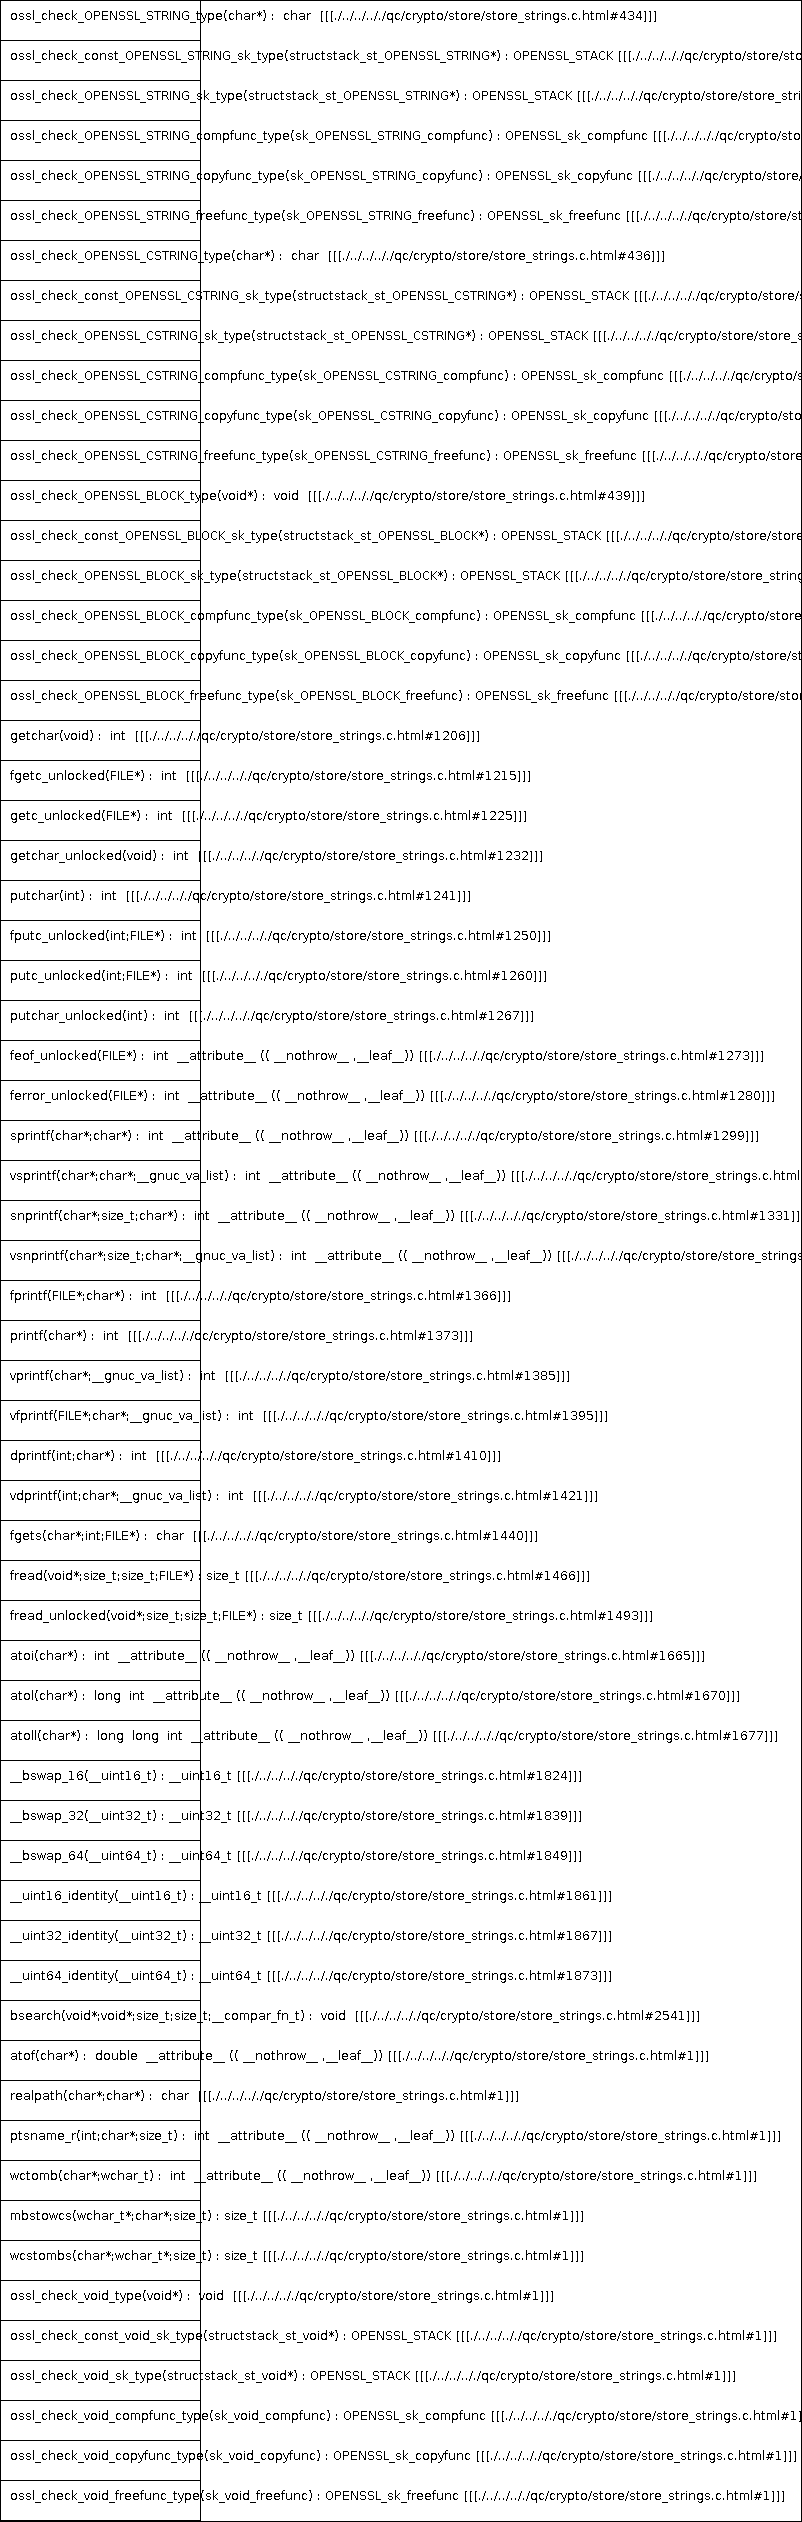 ossl_check_OPENSSL_STRING_type(char*) :  char  [[[./../../../../qc/crypto/store/store_strings.c.html#434]]]
ossl_check_const_OPENSSL_STRING_sk_type(structstack_st_OPENSSL_STRING*) : OPENSSL_STACK [[[./../../../../qc/crypto/store/sto
ossl_check_OPENSSL_STRING_sk_type(structstack_st_OPENSSL_STRING*) : OPENSSL_STACK [[[./../../../../qc/crypto/store/store_stri
ossl_check_OPENSSL_STRING_compfunc_type(sk_OPENSSL_STRING_compfunc) : OPENSSL_sk_compfunc [[[./../../../../qc/crypto/sto
ossl_check_OPENSSL_STRING_copyfunc_type(sk_OPENSSL_STRING_copyfunc) : OPENSSL_sk_copyfunc [[[./../../../../qc/crypto/store/
ossl_check_OPENSSL_STRING_freefunc_type(sk_OPENSSL_STRING_freefunc) : OPENSSL_sk_freefunc [[[./../../../../qc/crypto/store/st
ossl_check_OPENSSL_CSTRING_type(char*) :  char  [[[./../../../../qc/crypto/store/store_strings.c.html#436]]]
ossl_check_const_OPENSSL_CSTRING_sk_type(structstack_st_OPENSSL_CSTRING*) : OPENSSL_STACK [[[./../../../../qc/crypto/store/s
ossl_check_OPENSSL_CSTRING_sk_type(structstack_st_OPENSSL_CSTRING*) : OPENSSL_STACK [[[./../../../../qc/crypto/store/store_s
ossl_check_OPENSSL_CSTRING_compfunc_type(sk_OPENSSL_CSTRING_compfunc) : OPENSSL_sk_compfunc [[[./../../../../qc/crypto/s
ossl_check_OPENSSL_CSTRING_copyfunc_type(sk_OPENSSL_CSTRING_copyfunc) : OPENSSL_sk_copyfunc [[[./../../../../qc/crypto/sto
ossl_check_OPENSSL_CSTRING_freefunc_type(sk_OPENSSL_CSTRING_freefunc) : OPENSSL_sk_freefunc [[[./../../../../qc/crypto/store
ossl_check_OPENSSL_BLOCK_type(void*) :  void  [[[./../../../../qc/crypto/store/store_strings.c.html#439]]]
ossl_check_const_OPENSSL_BLOCK_sk_type(structstack_st_OPENSSL_BLOCK*) : OPENSSL_STACK [[[./../../../../qc/crypto/store/store
ossl_check_OPENSSL_BLOCK_sk_type(structstack_st_OPENSSL_BLOCK*) : OPENSSL_STACK [[[./../../../../qc/crypto/store/store_string
ossl_check_OPENSSL_BLOCK_compfunc_type(sk_OPENSSL_BLOCK_compfunc) : OPENSSL_sk_compfunc [[[./../../../../qc/crypto/store
ossl_check_OPENSSL_BLOCK_copyfunc_type(sk_OPENSSL_BLOCK_copyfunc) : OPENSSL_sk_copyfunc [[[./../../../../qc/crypto/store/st
ossl_check_OPENSSL_BLOCK_freefunc_type(sk_OPENSSL_BLOCK_freefunc) : OPENSSL_sk_freefunc [[[./../../../../qc/crypto/store/stor
getchar(void) :  int  [[[./../../../../qc/crypto/store/store_strings.c.html#1206]]]
fgetc_unlocked(FILE*) :  int  [[[./../../../../qc/crypto/store/store_strings.c.html#1215]]]
getc_unlocked(FILE*) :  int  [[[./../../../../qc/crypto/store/store_strings.c.html#1225]]]
getchar_unlocked(void) :  int  [[[./../../../../qc/crypto/store/store_strings.c.html#1232]]]
putchar(int) :  int  [[[./../../../../qc/crypto/store/store_strings.c.html#1241]]]
fputc_unlocked(int;FILE*) :  int  [[[./../../../../qc/crypto/store/store_strings.c.html#1250]]]
putc_unlocked(int;FILE*) :  int  [[[./../../../../qc/crypto/store/store_strings.c.html#1260]]]
putchar_unlocked(int) :  int  [[[./../../../../qc/crypto/store/store_strings.c.html#1267]]]
feof_unlocked(FILE*) :  int  __attribute__ (( __nothrow__ ,__leaf__)) [[[./../../../../qc/crypto/store/store_strings.c.html#1273]]]
ferror_unlocked(FILE*) :  int  __attribute__ (( __nothrow__ ,__leaf__)) [[[./../../../../qc/crypto/store/store_strings.c.html#1280]]]
sprintf(char*;char*) :  int  __attribute__ (( __nothrow__ ,__leaf__)) [[[./../../../../qc/crypto/store/store_strings.c.html#1299]]]
vsprintf(char*;char*;__gnuc_va_list) :  int  __attribute__ (( __nothrow__ ,__leaf__)) [[[./../../../../qc/crypto/store/store_strings.c.html
snprintf(char*;size_t;char*) :  int  __attribute__ (( __nothrow__ ,__leaf__)) [[[./../../../../qc/crypto/store/store_strings.c.html#1331]]
vsnprintf(char*;size_t;char*;__gnuc_va_list) :  int  __attribute__ (( __nothrow__ ,__leaf__)) [[[./../../../../qc/crypto/store/store_strings
fprintf(FILE*;char*) :  int  [[[./../../../../qc/crypto/store/store_strings.c.html#1366]]]
printf(char*) :  int  [[[./../../../../qc/crypto/store/store_strings.c.html#1373]]]
vprintf(char*;__gnuc_va_list) :  int  [[[./../../../../qc/crypto/store/store_strings.c.html#1385]]]
vfprintf(FILE*;char*;__gnuc_va_list) :  int  [[[./../../../../qc/crypto/store/store_strings.c.html#1395]]]
dprintf(int;char*) :  int  [[[./../../../../qc/crypto/store/store_strings.c.html#1410]]]
vdprintf(int;char*;__gnuc_va_list) :  int  [[[./../../../../qc/crypto/store/store_strings.c.html#1421]]]
fgets(char*;int;FILE*) :  char  [[[./../../../../qc/crypto/store/store_strings.c.html#1440]]]
fread(void*;size_t;size_t;FILE*) : size_t [[[./../../../../qc/crypto/store/store_strings.c.html#1466]]]
fread_unlocked(void*;size_t;size_t;FILE*) : size_t [[[./../../../../qc/crypto/store/store_strings.c.html#1493]]]
atoi(char*) :  int  __attribute__ (( __nothrow__ ,__leaf__)) [[[./../../../../qc/crypto/store/store_strings.c.html#1665]]]
atol(char*) :  long  int  __attribute__ (( __nothrow__ ,__leaf__)) [[[./../../../../qc/crypto/store/store_strings.c.html#1670]]]
atoll(char*) :  long  long  int  __attribute__ (( __nothrow__ ,__leaf__)) [[[./../../../../qc/crypto/store/store_strings.c.html#1677]]]
__bswap_16(__uint16_t) : __uint16_t [[[./../../../../qc/crypto/store/store_strings.c.html#1824]]]
__bswap_32(__uint32_t) : __uint32_t [[[./../../../../qc/crypto/store/store_strings.c.html#1839]]]
__bswap_64(__uint64_t) : __uint64_t [[[./../../../../qc/crypto/store/store_strings.c.html#1849]]]
__uint16_identity(__uint16_t) : __uint16_t [[[./../../../../qc/crypto/store/store_strings.c.html#1861]]]
__uint32_identity(__uint32_t) : __uint32_t [[[./../../../../qc/crypto/store/store_strings.c.html#1867]]]
__uint64_identity(__uint64_t) : __uint64_t [[[./../../../../qc/crypto/store/store_strings.c.html#1873]]]
bsearch(void*;void*;size_t;size_t;__compar_fn_t) :  void  [[[./../../../../qc/crypto/store/store_strings.c.html#2541]]]
atof(char*) :  double  __attribute__ (( __nothrow__ ,__leaf__)) [[[./../../../../qc/crypto/store/store_strings.c.html#1]]]
realpath(char*;char*) :  char  [[[./../../../../qc/crypto/store/store_strings.c.html#1]]]
ptsname_r(int;char*;size_t) :  int  __attribute__ (( __nothrow__ ,__leaf__)) [[[./../../../../qc/crypto/store/store_strings.c.html#1]]]
wctomb(char*;wchar_t) :  int  __attribute__ (( __nothrow__ ,__leaf__)) [[[./../../../../qc/crypto/store/store_strings.c.html#1]]]
mbstowcs(wchar_t*;char*;size_t) : size_t [[[./../../../../qc/crypto/store/store_strings.c.html#1]]]
wcstombs(char*;wchar_t*;size_t) : size_t [[[./../../../../qc/crypto/store/store_strings.c.html#1]]]
ossl_check_void_type(void*) :  void  [[[./../../../../qc/crypto/store/store_strings.c.html#1]]]
ossl_check_const_void_sk_type(structstack_st_void*) : OPENSSL_STACK [[[./../../../../qc/crypto/store/store_strings.c.html#1]]]
ossl_check_void_sk_type(structstack_st_void*) : OPENSSL_STACK [[[./../../../../qc/crypto/store/store_strings.c.html#1]]]
ossl_check_void_compfunc_type(sk_void_compfunc) : OPENSSL_sk_compfunc [[[./../../../../qc/crypto/store/store_strings.c.html#1]
ossl_check_void_copyfunc_type(sk_void_copyfunc) : OPENSSL_sk_copyfunc [[[./../../../../qc/crypto/store/store_strings.c.html#1]]]
ossl_check_void_freefunc_type(sk_void_freefunc) : OPENSSL_sk_freefunc [[[./../../../../qc/crypto/store/store_strings.c.html#1]]]